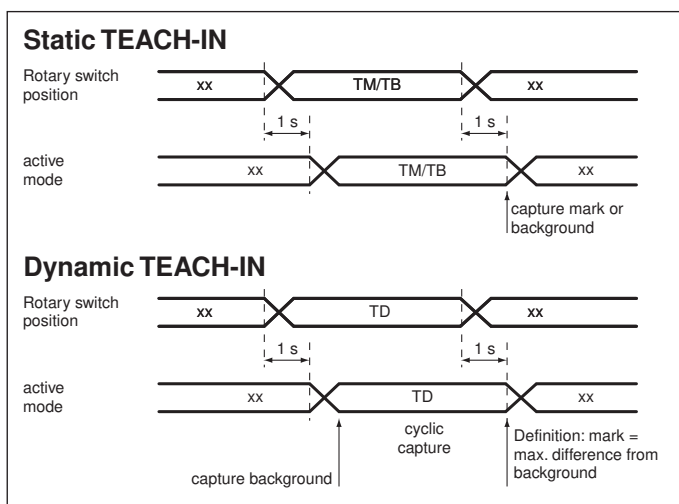 Static TEACH-IN
Rotary switch
position
xx
TM/TB
xx
1 s
1 s
active
mode
xx
TM/TB
xx
capture mark or
background
Dynamic TEACH-IN
Rotary switch
position
xx
TD
xx
1 s
1 s
active
mode
xx
TD
xx
cyclic
capture
capture background
Definition: mark =
max. difference from
background